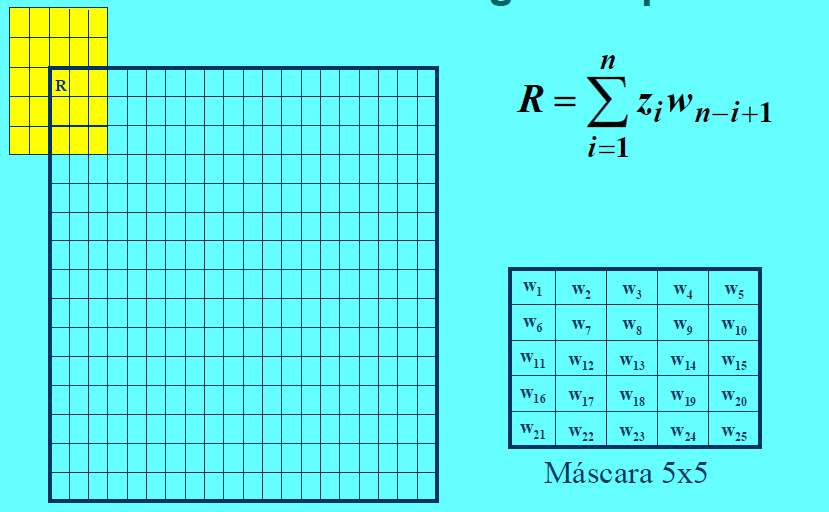 R
R = \sum_{i=1}^{n} z_i w_{n-i+1}
w1 w2 w3 w4 w5
w6 w7 w8 w9 w10
w11 w12 w13 w14 w15
w16 w17 w18 w19 w20
w21 w22 w23 w24 w25
Máscara 5x5